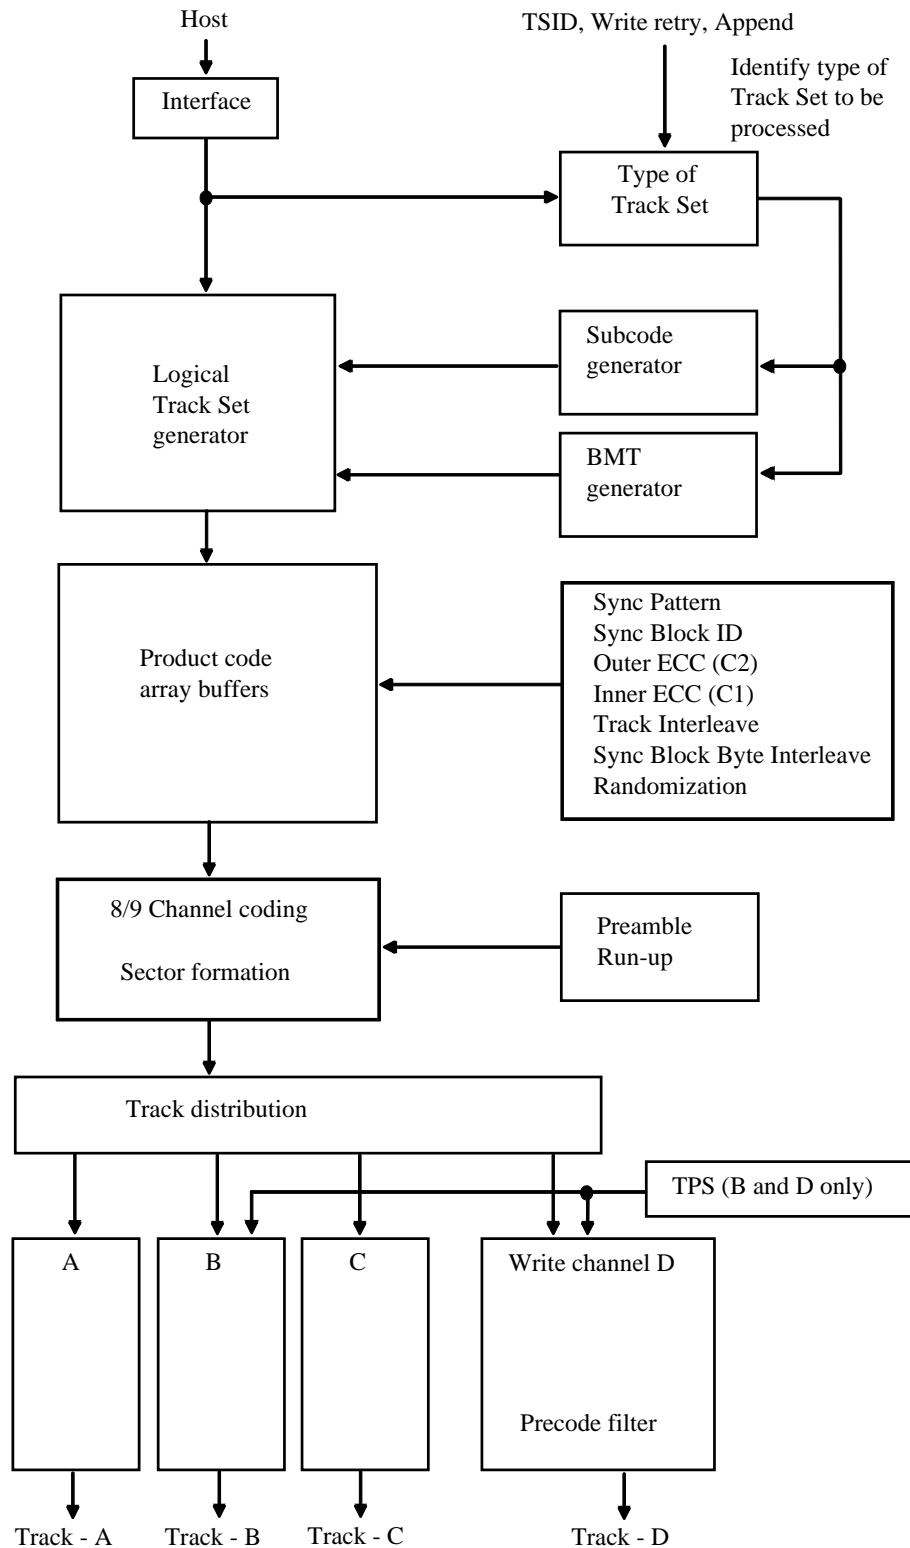 Host
TSID, Write retry, Append
Identify type of
Track Set to be
processed
Interface
Type of
Track Set
Subcode
generator
Logical
Track Set
generator
BMT
generator
Sync Pattern
Sync Block ID
Outer ECC (C2)
Inner ECC (C1)
Track Interleave
Sync Block Byte Interleave
Randomization
Product code
array buffers
8/9 Channel coding
Sector formation
Preamble
Run-up
Track distribution
TPS (B and D only)
A
B
C
Write channel D
Precode filter
Track - A
Track - B
Track - C
Track - D